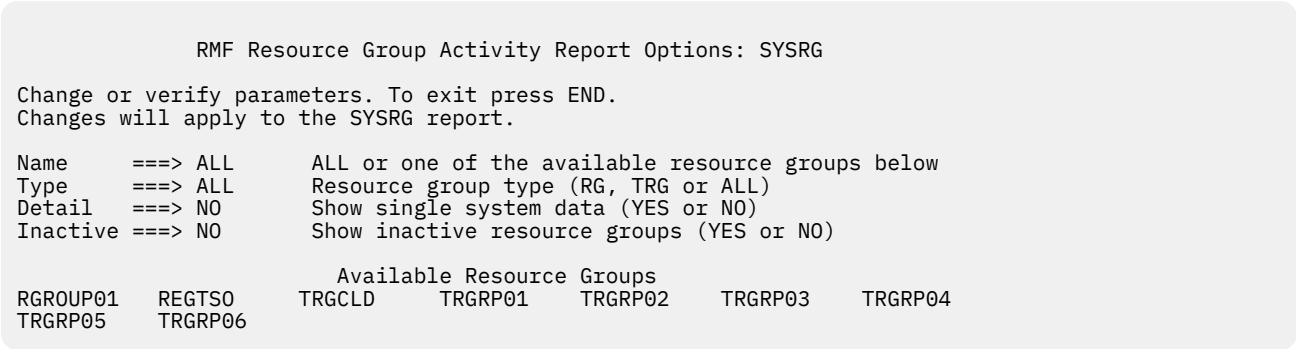 RMF Resource Group Activity Report Options: SYSRG
Change or verify parameters. To exit press END.
Changes will apply to the SYSRG report.
Name     ===> ALL      ALL or one of the available resource groups below
Type     ===> ALL      Resource group type (RG, TRG or ALL)
Detail   ===> NO       Show single system data (YES or NO)
Inactive ===> NO       Show inactive resource groups (YES or NO)
Available Resource Groups
RGROUP01   REGTSO     TRGCLD     TRGRP01    TRGRP02    TRGRP03    TRGRP04
TRGRP05    TRGRP06